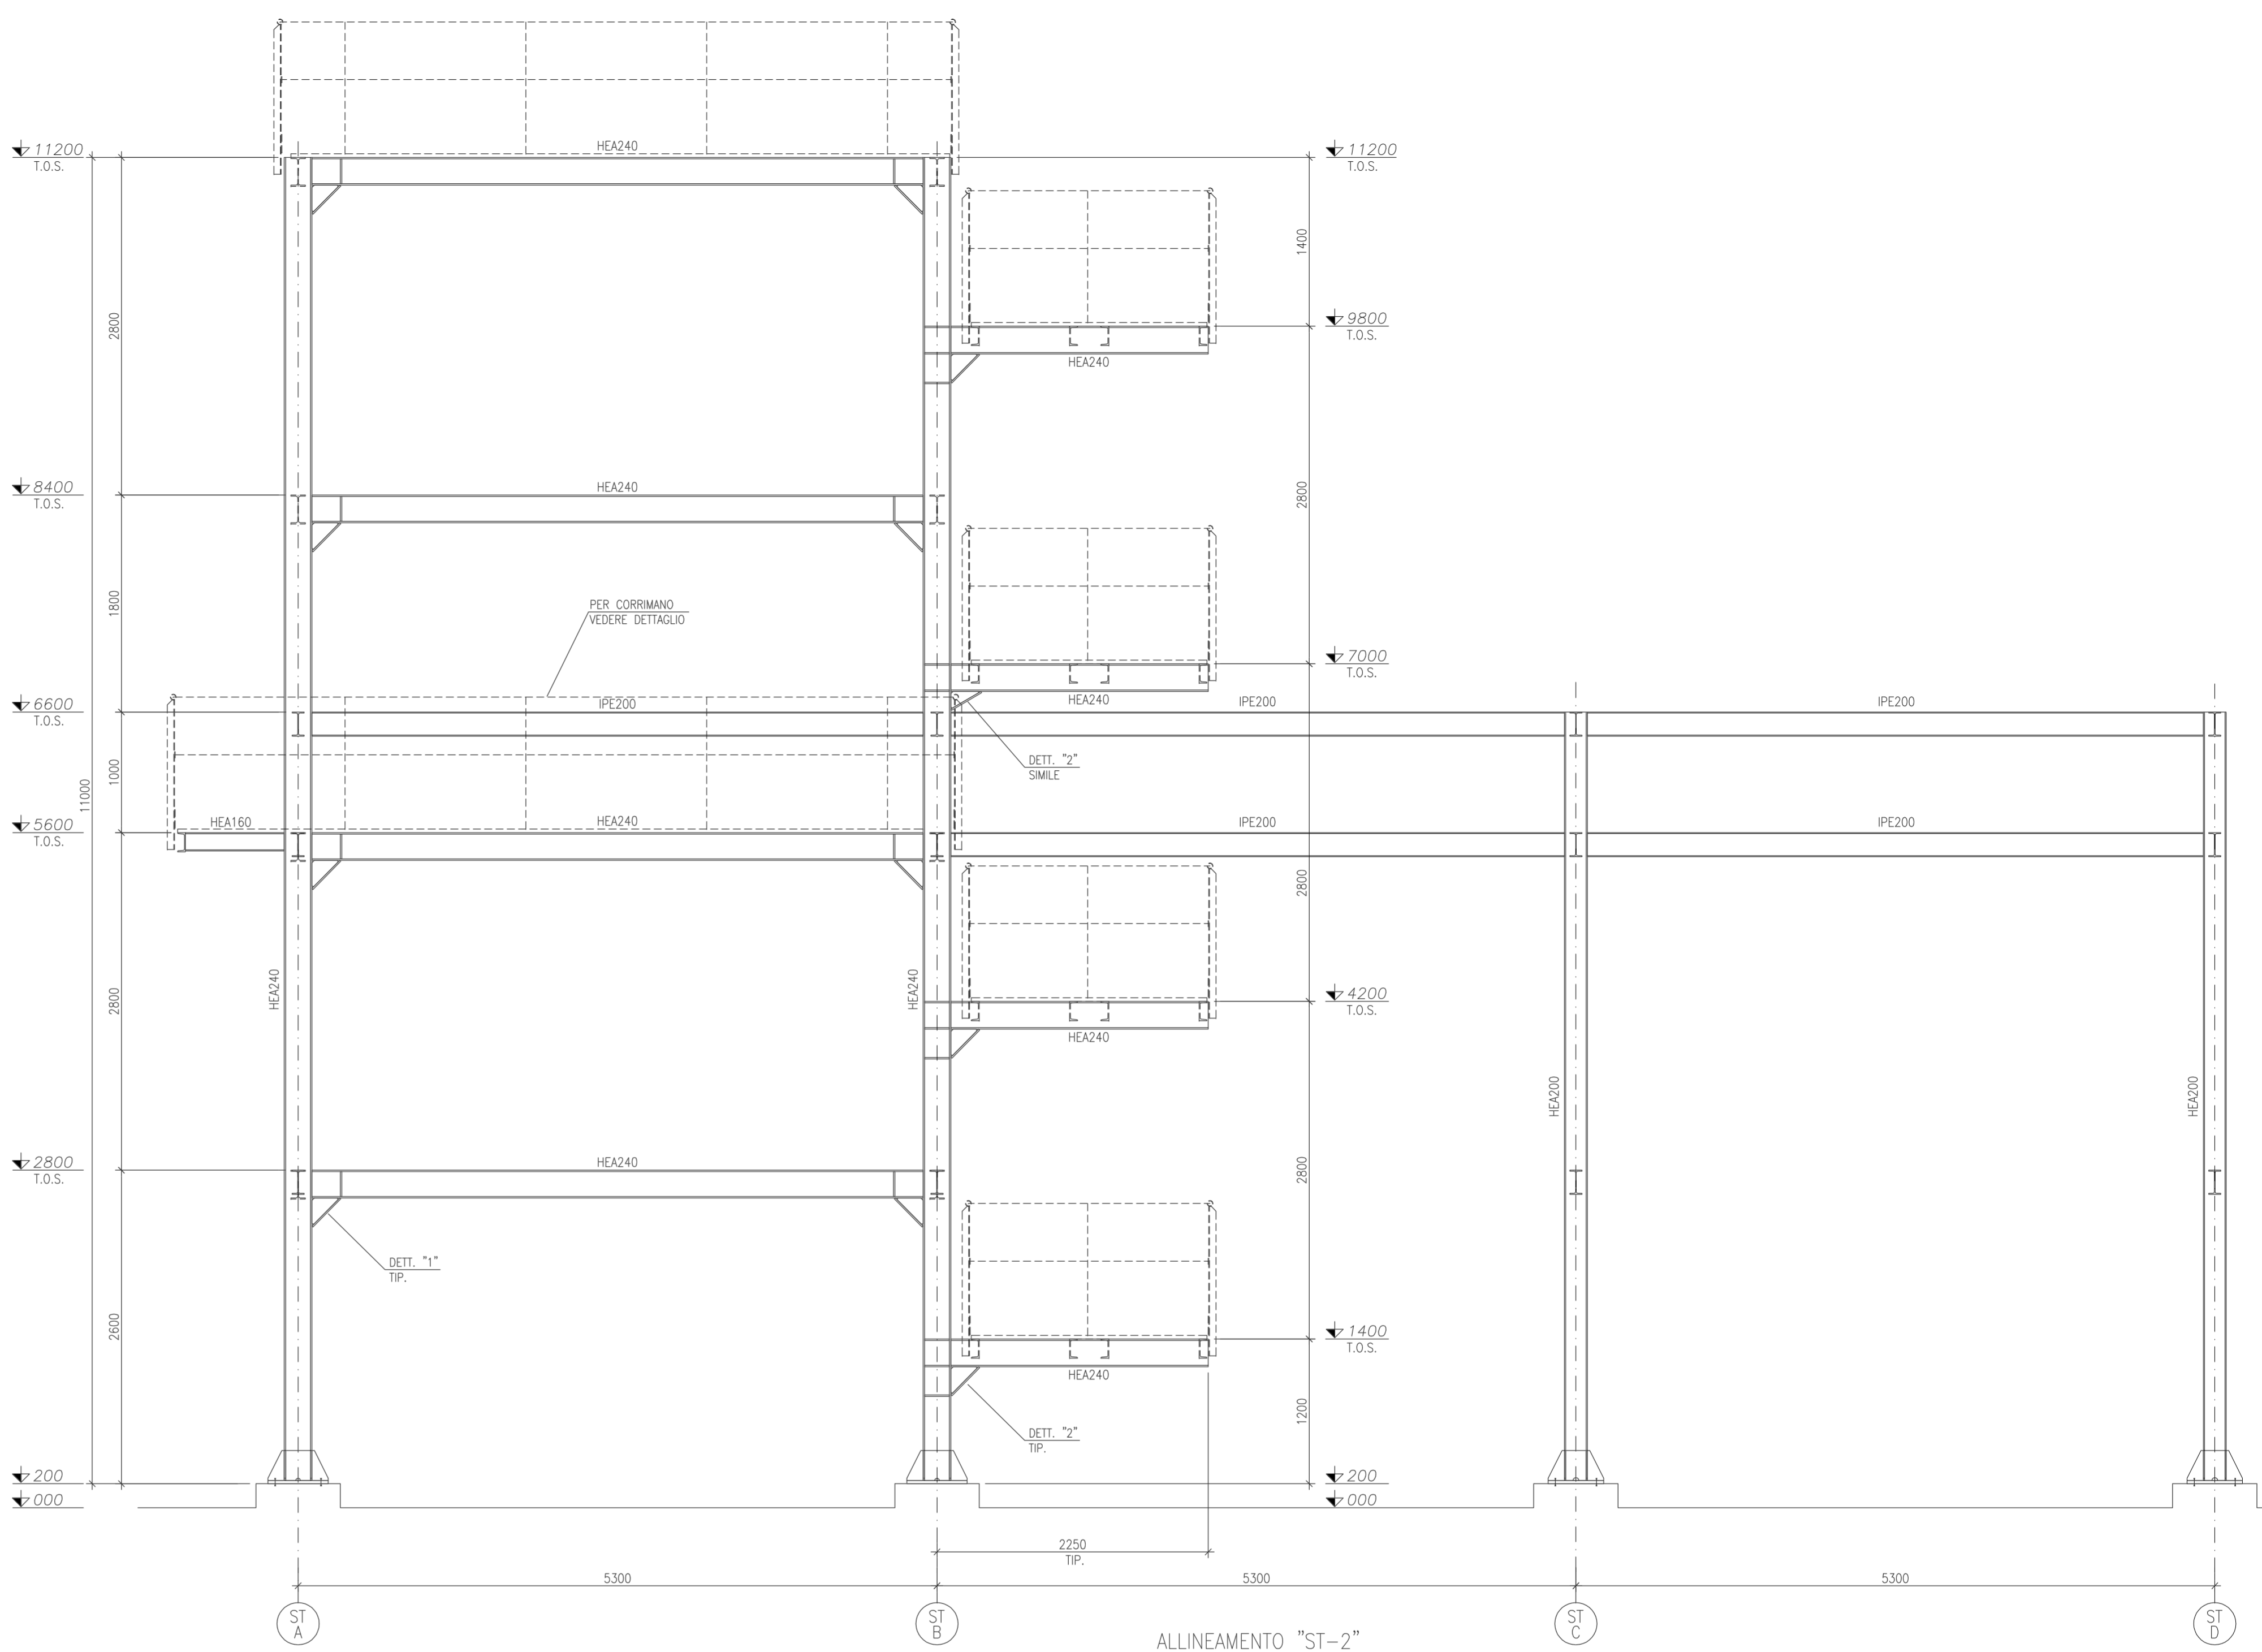 HEA240
11200
T.O.S.
11200
T.O.S.
1400
2800
9800
T.O.S.
HEA240
8400
T.O.S.
HEA240
2800
1800
PER CORRIMANO
VEDERE DETTAGLIO
7000
T.O.S.
HEA240
6600
T.O.S.
IPE200
IPE200
IPE200
DETT. "2"
SIMILE
1000
11000
5600
T.O.S.
HEA160
HEA240
IPE200
IPE200
2800
HEA240
HEA240
2800
4200
T.O.S.
HEA240
HEA200
HEA200
2800
T.O.S.
HEA240
2800
DETT. "1"
TIP.
2600
1400
T.O.S.
HEA240
1200
DETT. "2"
TIP.
200
000
200
000
2250
TIP.
5300
5300
5300
ST
A
ST
B
ST
C
ST
D
ALLINEAMENTO "ST-2"